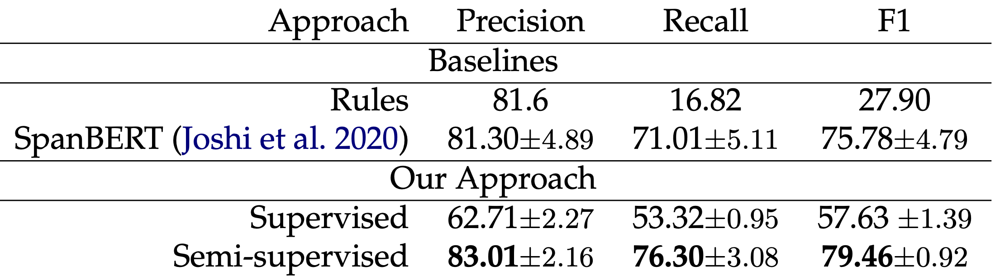 Approach Precision Recall F1
Baselines
Rules 81.6 16.82 27.90
SpanBERT (Joshi et al. 2020) 81.30±4.89 71.01±5.11 75.78±4.79
Our Approach
Supervised 62.71±2.27 53.32±0.95 57.63 ±1.39
Semi-supervised 83.01±2.16 76.30±3.08 79.46±0.92